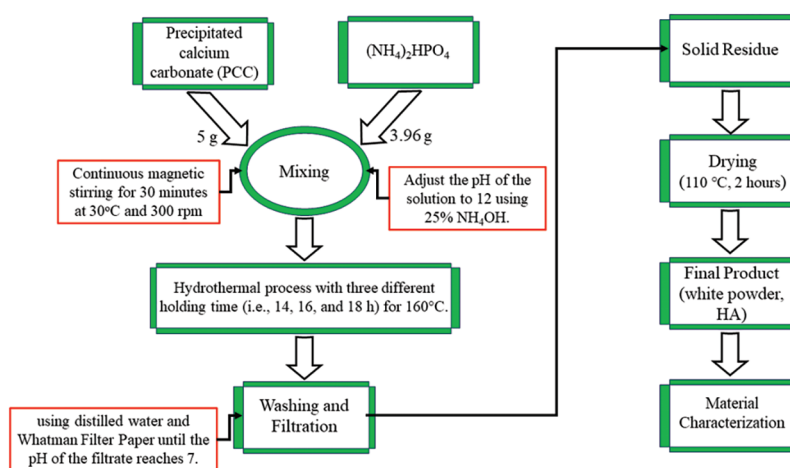 Precipitated
calcium
carbonate (PCC)
(NH₄)₂HPO₄
5 g
3.96g
Mixing
Continuous magnetic
stirring for 30 minutes
at 30°C and 300 rpm
Adjust the pH of the
solution to 12 using
25% NH₄OH.
Hydrothermal process with three different
holding time (i.e., 14, 16, and 18 h) for 160°C.
Washing and
Filtration
using distilled water and
Whatman Filter Paper until the
pH of the filtrate reaches 7.
Solid Residue
Drying
(110 °C, 2 hours)
Final Product
(white powder,
HA)
Material
Characterization